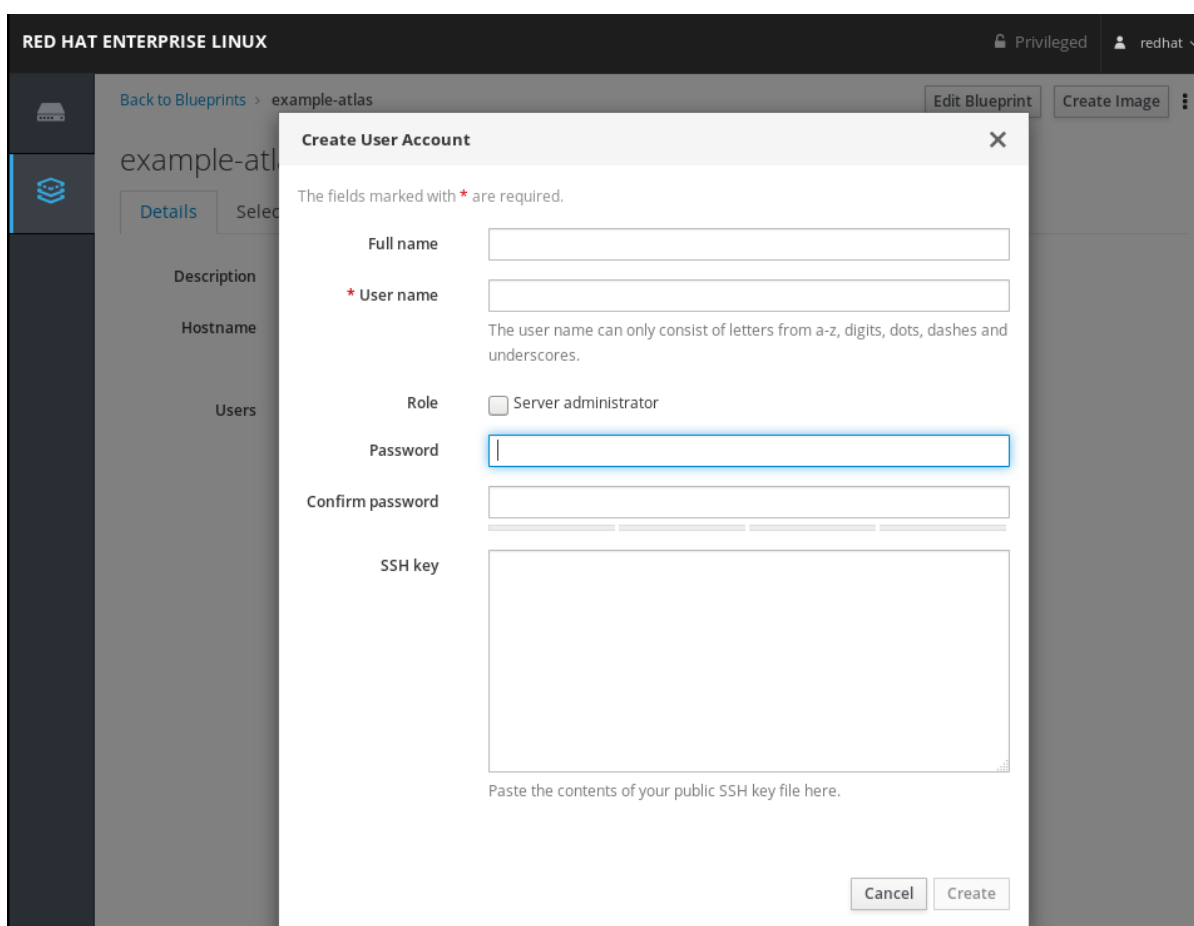 RED HAT ENTERPRISE LINUX
Privileged
redhat
Back to Blueprints > example-atlas
Edit Blueprint
Create Image
Create User Account
The fields marked with * are required.
Details
Full name
* User name
The user name can only consist of letters from a-z, digits, dots, dashes and
underscores.
Description
Hostname
Users
Role
Server administrator
Password
Confirm password
SSH key
Paste the contents of your public SSH key file here.
Cancel
Create